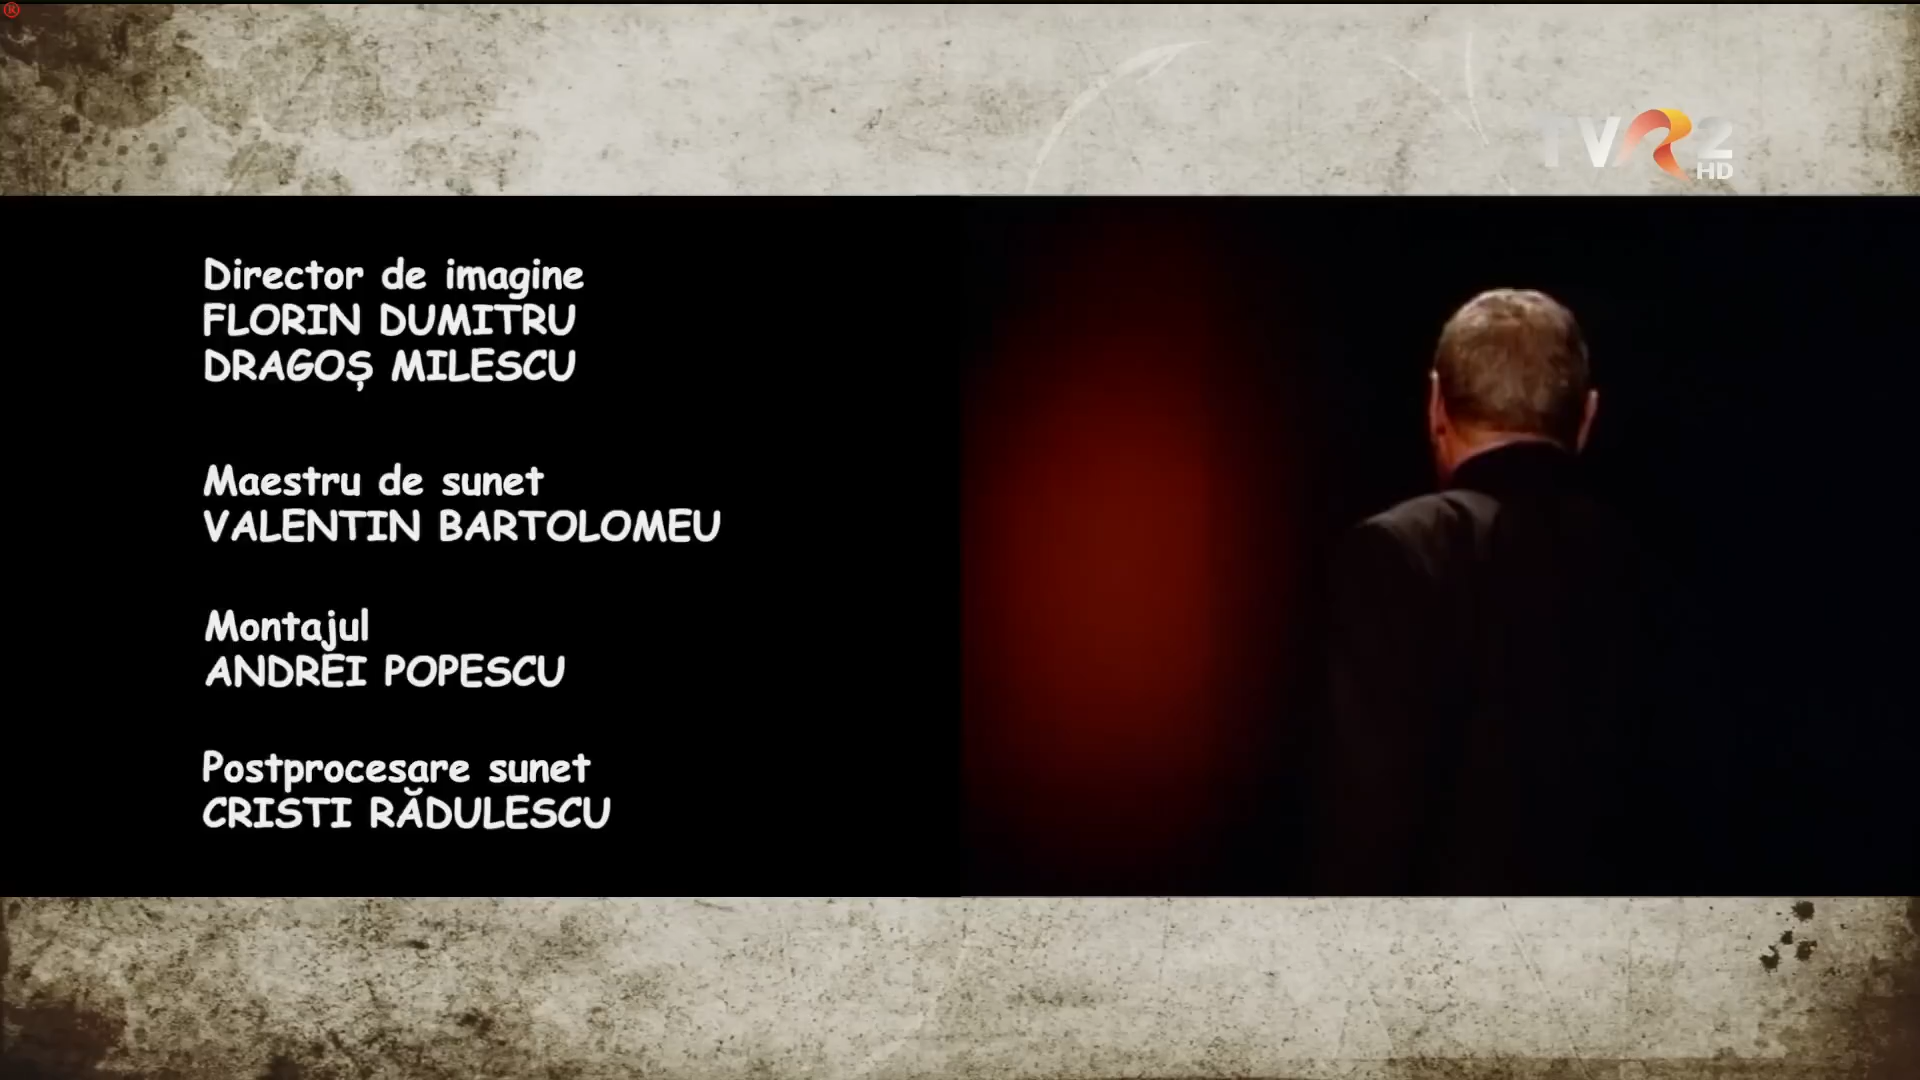 ®
TVR2
HD
Director de imagine
FLORIN DUMITRU
DRAGOȘ MILESCU
Maestru de sunet
VALENTIN BARTOLOMEU
Montajul
ANDREI POPESCU
Postprocesare sunet
CRISTI RĂDULESCU